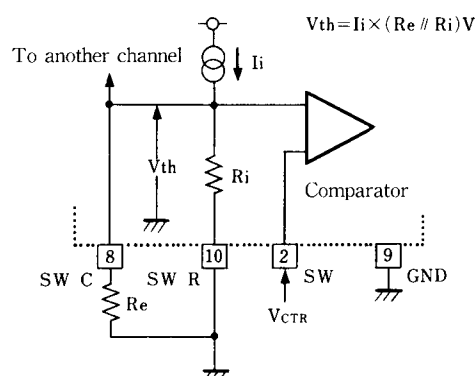 Vth=Ii×(Re∥Ri)V
To another channel
Ii
Vth
Ri
Comparator
8
10
2
9
SW C
SW R
SW
GND
Re
VCTR